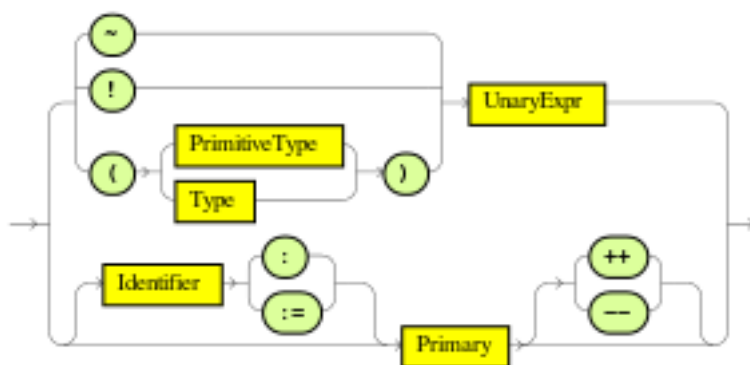 ~
! UnaryExpr
( PrimitiveType )
Type
Identifier : ++
:= --
Primary